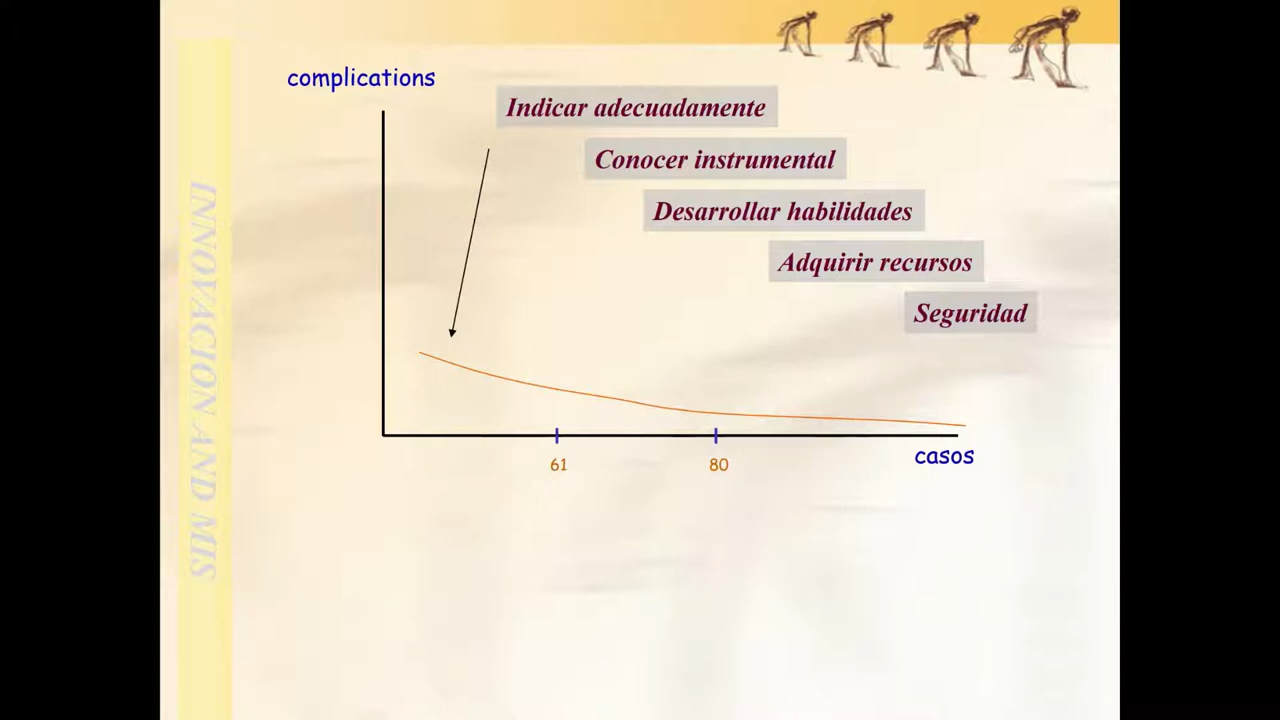 complications
Indicar adecuadamente
Conocer instrumental
Desarrollar habilidades
Adquirir recursos
Seguridad
61
80
casos
INNOVACION AND MIS